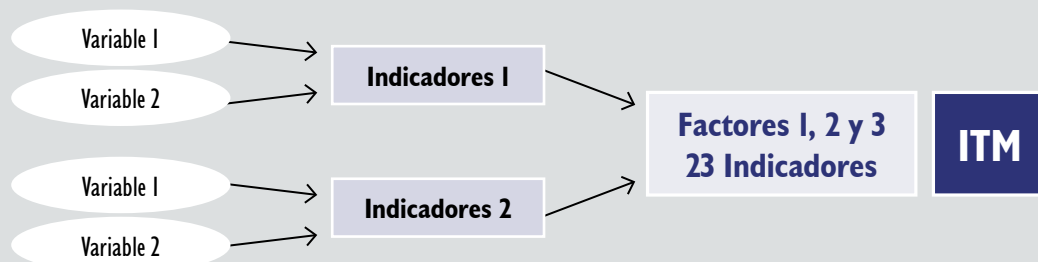 Variable 1
Variable 2
Indicadores 1
Variable 1
Variable 2
Indicadores 2
Factores 1, 2 y 3
23 Indicadores
ITM